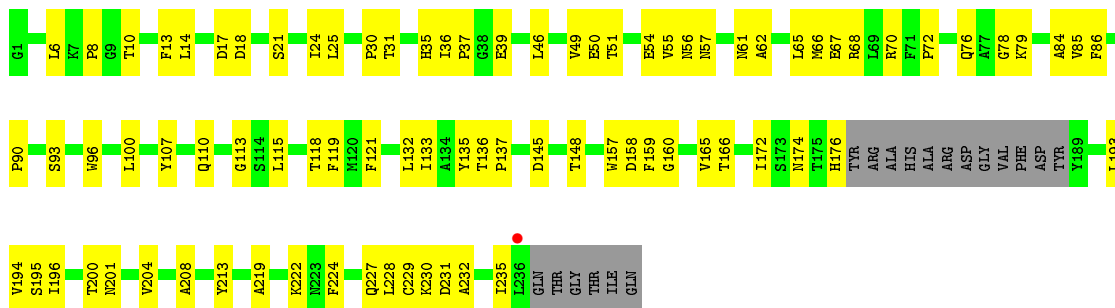 G1 L6 K7 P8 G9 T10 F13 L14 D17 D18 S21 I24 L25 P30 T31 H35 I36 P37 G38 E39 L46 V49 E50 T51 E54 V55 N56 N57 N61 A62 L65 M66 E67 R68 L69 R70 F71 P72 Q76 A77 G78 K79 A84 V85 F86
P90 S93 W96 L100 Y107 Q110 G113 S114 L115 T118 F119 M120 F121 L132 I133 A134 Y135 T136 P137 D145 T148 W157 D158 F159 G160 V165 T166 I172 S173 N174 T175 H176 TYR ARG ALA HIS ALA ARG ASP GLY VAL PHE ASP TYR Y189 L193
V194 S195 I196 T200 N201 V204 A208 Y213 A219 K222 N223 F224 Q227 L228 C229 K230 D231 A232 I235 L236 GLN THR GLY THR ILE GLN